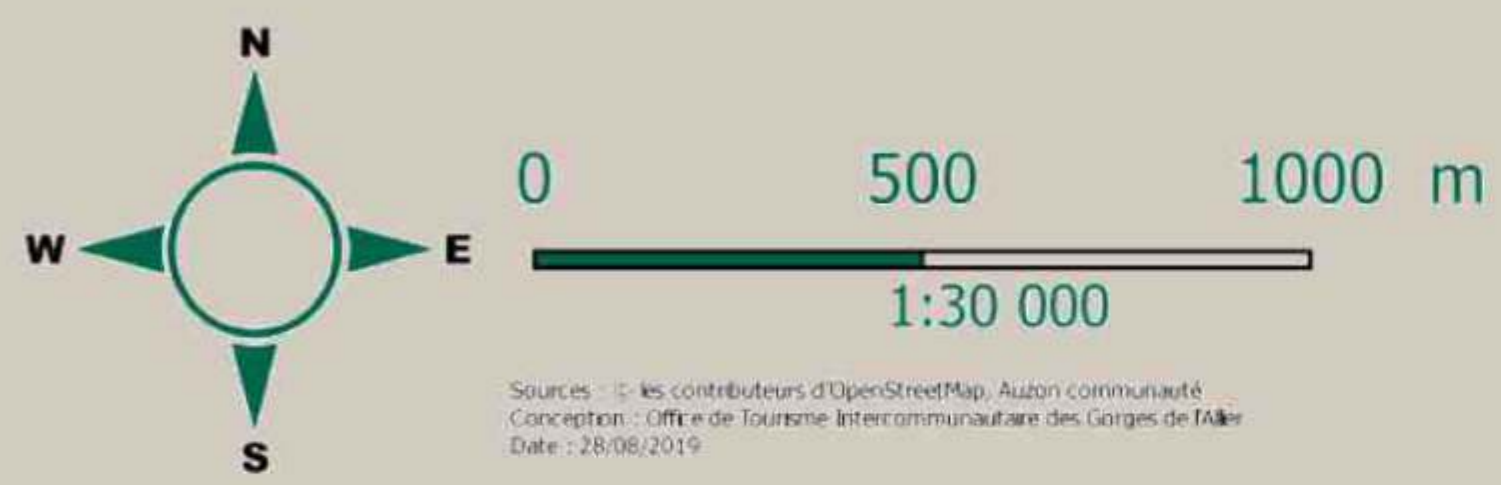 N
W E
S
0 500 1000 m
1:30 000
Sources : © les contributeurs d'OpenStreetMap, Auzon communauté
Conception : Office de Tourisme Intercommunautaire des Gorges de l'Allier
Date : 28/08/2019